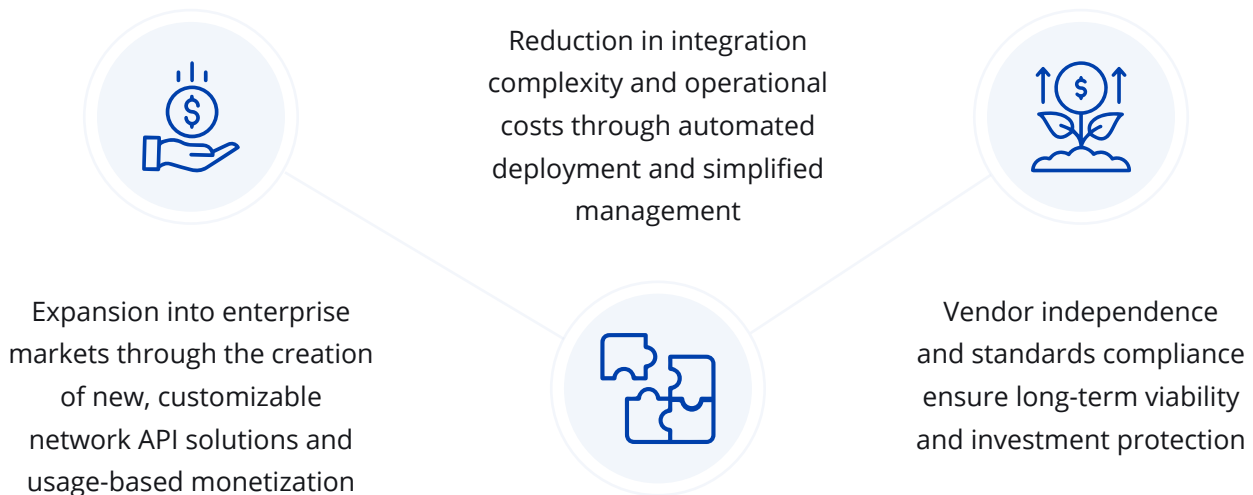 Expansion into enterprise
markets through the creation
of new, customizable
network API solutions and
usage-based monetization
Reduction in integration
complexity and operational
costs through automated
deployment and simplified
management
Vendor independence
and standards compliance
ensure long-term viability
and investment protection
$
$